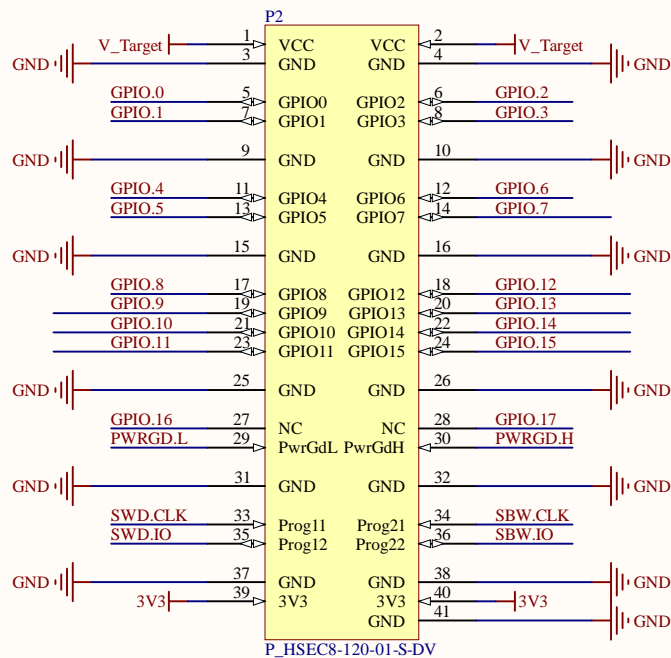 P2
V_Target 1 VCC VCC 2 V_Target
GND 3 GND GND 4 GND
GPIO.0 5 GPIO0 GPIO2 6 GPIO.2
GPIO.1 7 GPIO1 GPIO3 8 GPIO.3
GND 9 GND GND 10 GND
GPIO.4 11 GPIO4 GPIO6 12 GPIO.6
GPIO.5 13 GPIO5 GPIO7 14 GPIO.7
GND 15 GND GND 16 GND
GPIO.8 17 GPIO8 GPIO12 18 GPIO.12
GPIO.9 19 GPIO9 GPIO13 20 GPIO.13
GPIO.10 21 GPIO10 GPIO14 22 GPIO.14
GPIO.11 23 GPIO11 GPIO15 24 GPIO.15
GND 25 GND GND 26 GND
GPIO.16 27 NC NC 28 GPIO.17
PWRGD.L 29 PwrGdL PwrGdH 30 PWRGD.H
GND 31 GND GND 32 GND
SWD.CLK 33 Prog11 Prog21 34 SBW.CLK
SWD.IO 35 Prog12 Prog22 36 SBW.IO
GND 37 GND GND 38 GND
3V3 39 3V3 3V3 40 3V3
GND 41 GND
P_HSEC8-120-01-S-DV